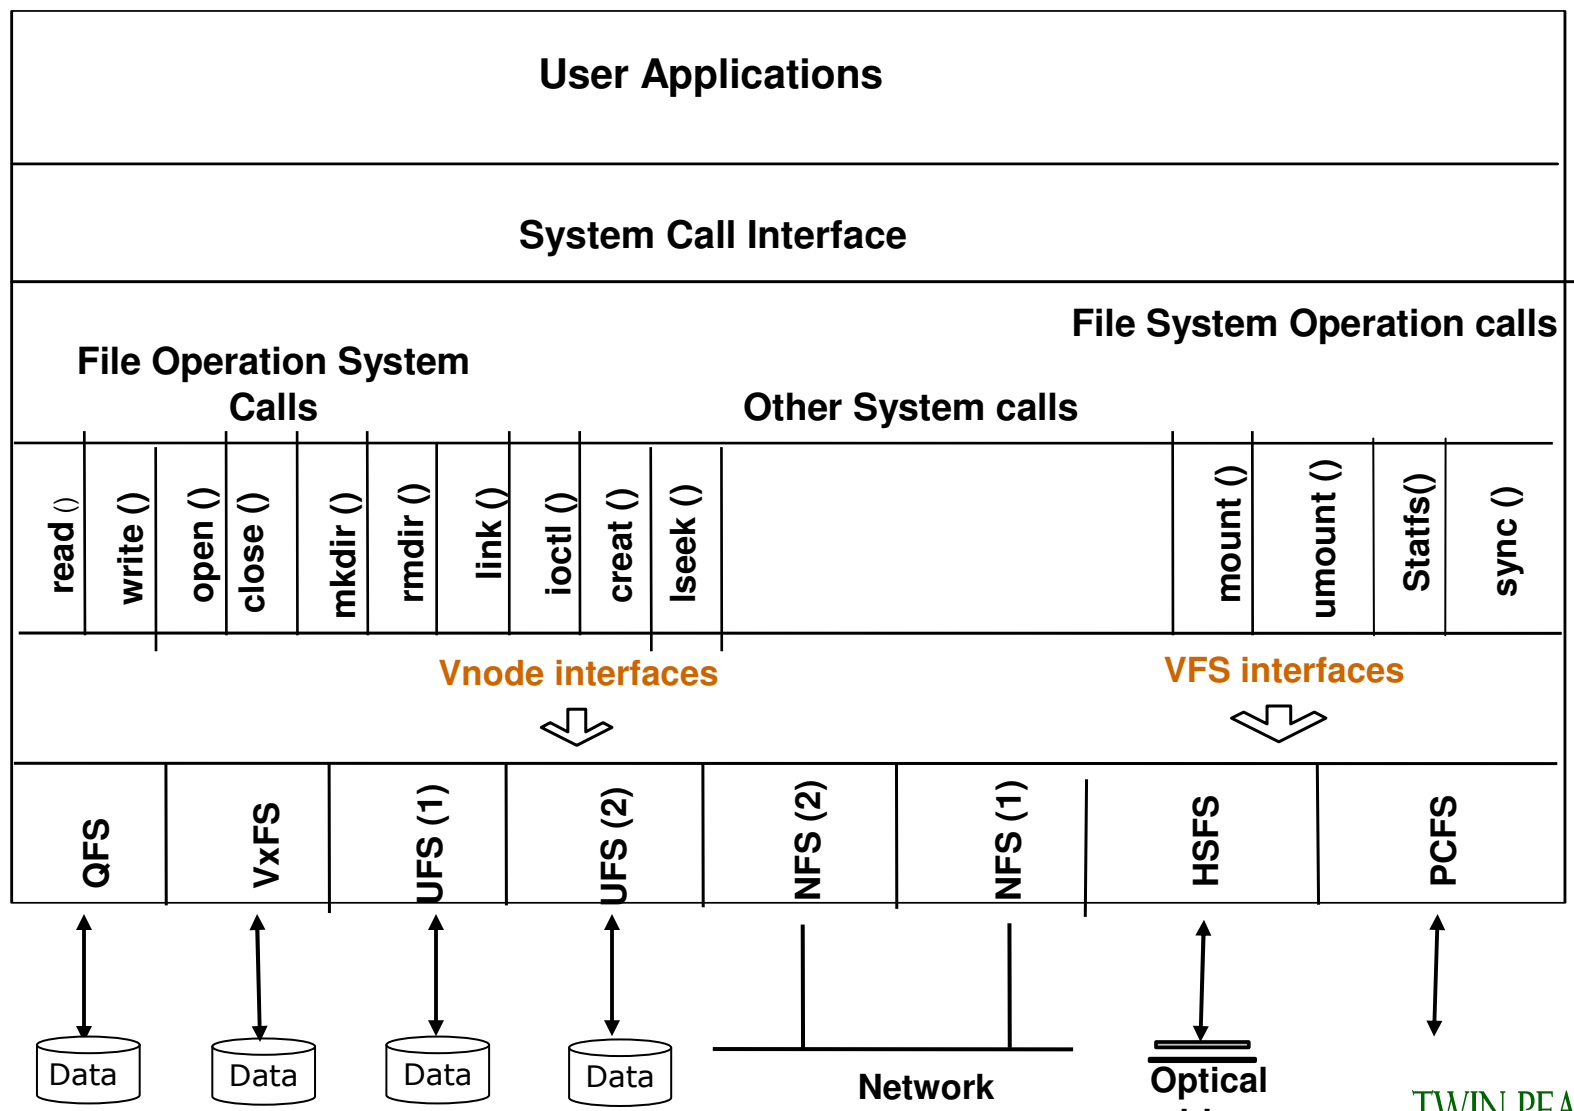 User Applications
System Call Interface
File System Operation calls
File Operation System
Calls
Other System calls
read ()
write ()
open ()
close ()
mkdir ()
rmdir ()
link ()
ioctl ()
creat ()
lseek ()
mount ()
umount ()
Statfs()
sync ()
Vnode interfaces
VFS interfaces
QFS
VxFS
UFS (1)
UFS (2)
NFS (2)
NFS (1)
HSFS
PCFS
Data
Data
Data
Data
Network
Optical
TWIN